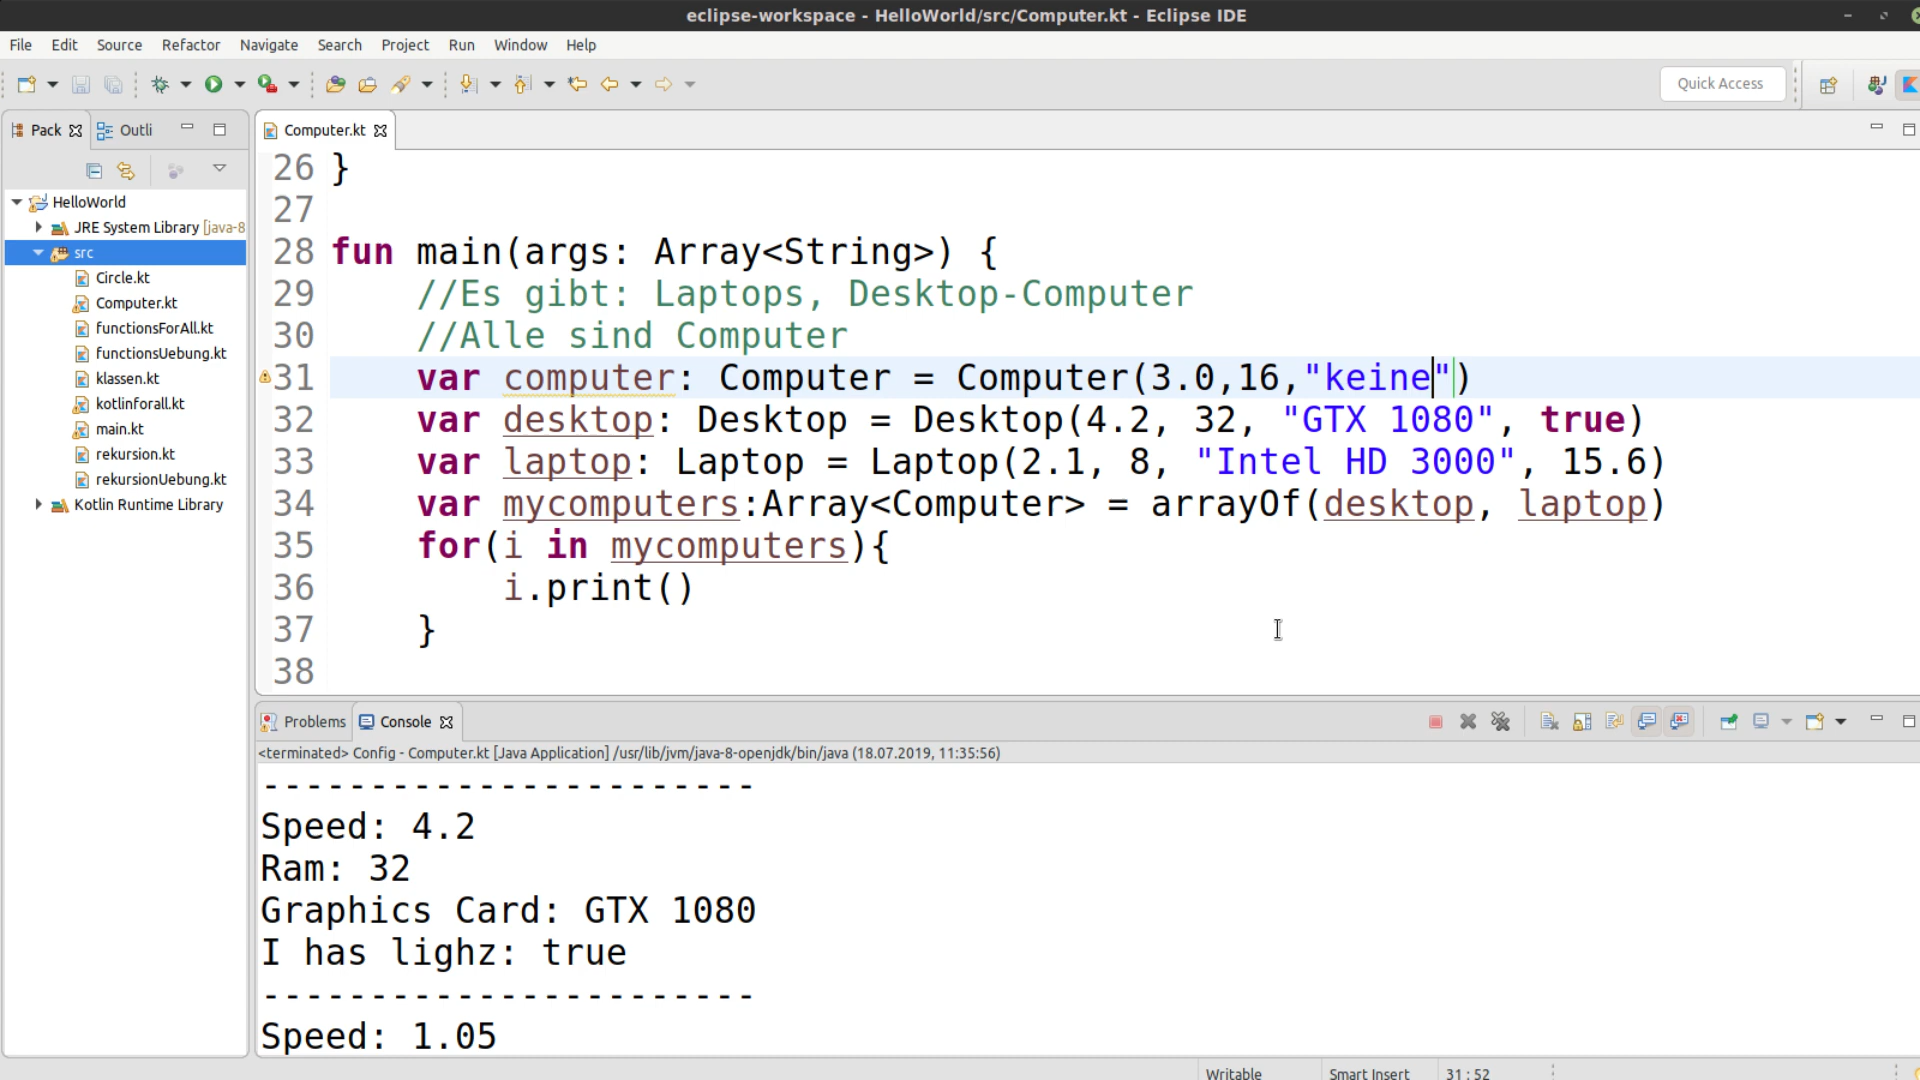 eclipse-workspace - HelloWorld/src/Computer.kt - Eclipse IDE
File Edit Source Refactor Navigate Search Project Run Window Help
Quick Access
Pack Outli
Computer.kt
HelloWorld
JRE System Library [java-8
src
Circle.kt
Computer.kt
functionsForAll.kt
functionsUebung.kt
klassen.kt
kotlinforall.kt
main.kt
rekursion.kt
rekursionUebung.kt
Kotlin Runtime Library
26 }
27
28 fun main(args: Array<String>) {
29 //Es gibt: Laptops, Desktop-Computer
30 //Alle sind Computer
31 var computer: Computer = Computer(3.0,16,"keine")
32 var desktop: Desktop = Desktop(4.2, 32, "GTX 1080", true)
33 var laptop: Laptop = Laptop(2.1, 8, "Intel HD 3000", 15.6)
34 var mycomputers:Array<Computer> = arrayOf(desktop, laptop)
35 for(i in mycomputers){
36 i.print()
37 }
38
Problems Console
<terminated> Config - Computer.kt [Java Application] /usr/lib/jvm/java-8-openjdk/bin/java (18.07.2019, 11:35:56)
-----------------------
Speed: 4.2
Ram: 32
Graphics Card: GTX 1080
I has lighz: true
-----------------------
Speed: 1.05
Writable Smart Insert 31 : 52